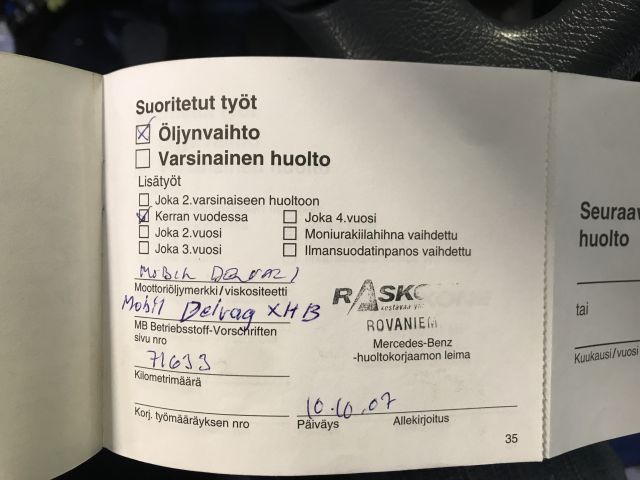 Suoritetut työt
Öljynvaihto
Varsinainen huolto
Lisätyöt
Joka 2.varsinaiseen huoltoon
Kerran vuodessa
Joka 4.vuosi
Joka 2.vuosi
Moniurakiilahihna vaihdettu
Joka 3.vuosi
Ilmansuodatinpanos vaihdettu
Mobil
Moottoriöljymerkki/viskositeetti
Mobil Delvag XHB
MB Betriebsstoff-Vorschriften
sivu nro
71633
Kilometrimäärä
Korj. työmääräyksen nro
RASKO
ROVANIEM
Mercedes-Benz
-huoltokorjaamon leima
10.10.07
Päiväys
Allekirjoitus
35
Seuraav
huolto
tai
Kuukausi/vuosi